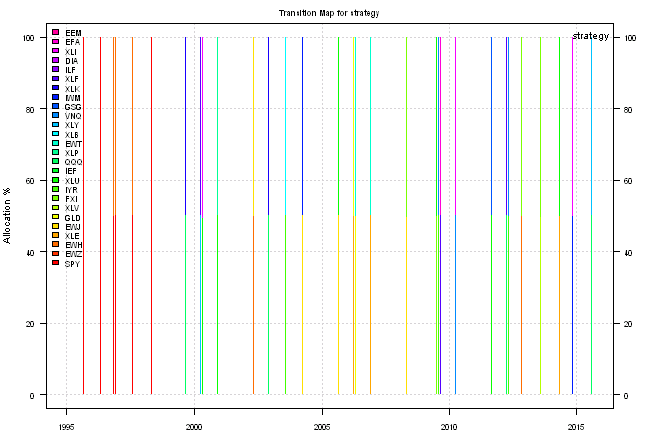 Transition Map for strategy
strategy
EEM
EFA
XLI
DIA
ILF
XLF
XLK
IWM
GSG
VNQ
XLY
XLB
EWT
XLP
QQQ
IEF
XLU
IYR
FXI
XLV
GLD
EWJ
XLE
EWH
EWZ
SPY
Allocation %
100
80
60
40
20
0
100
80
60
40
20
0
1995 2000 2005 2010 2015